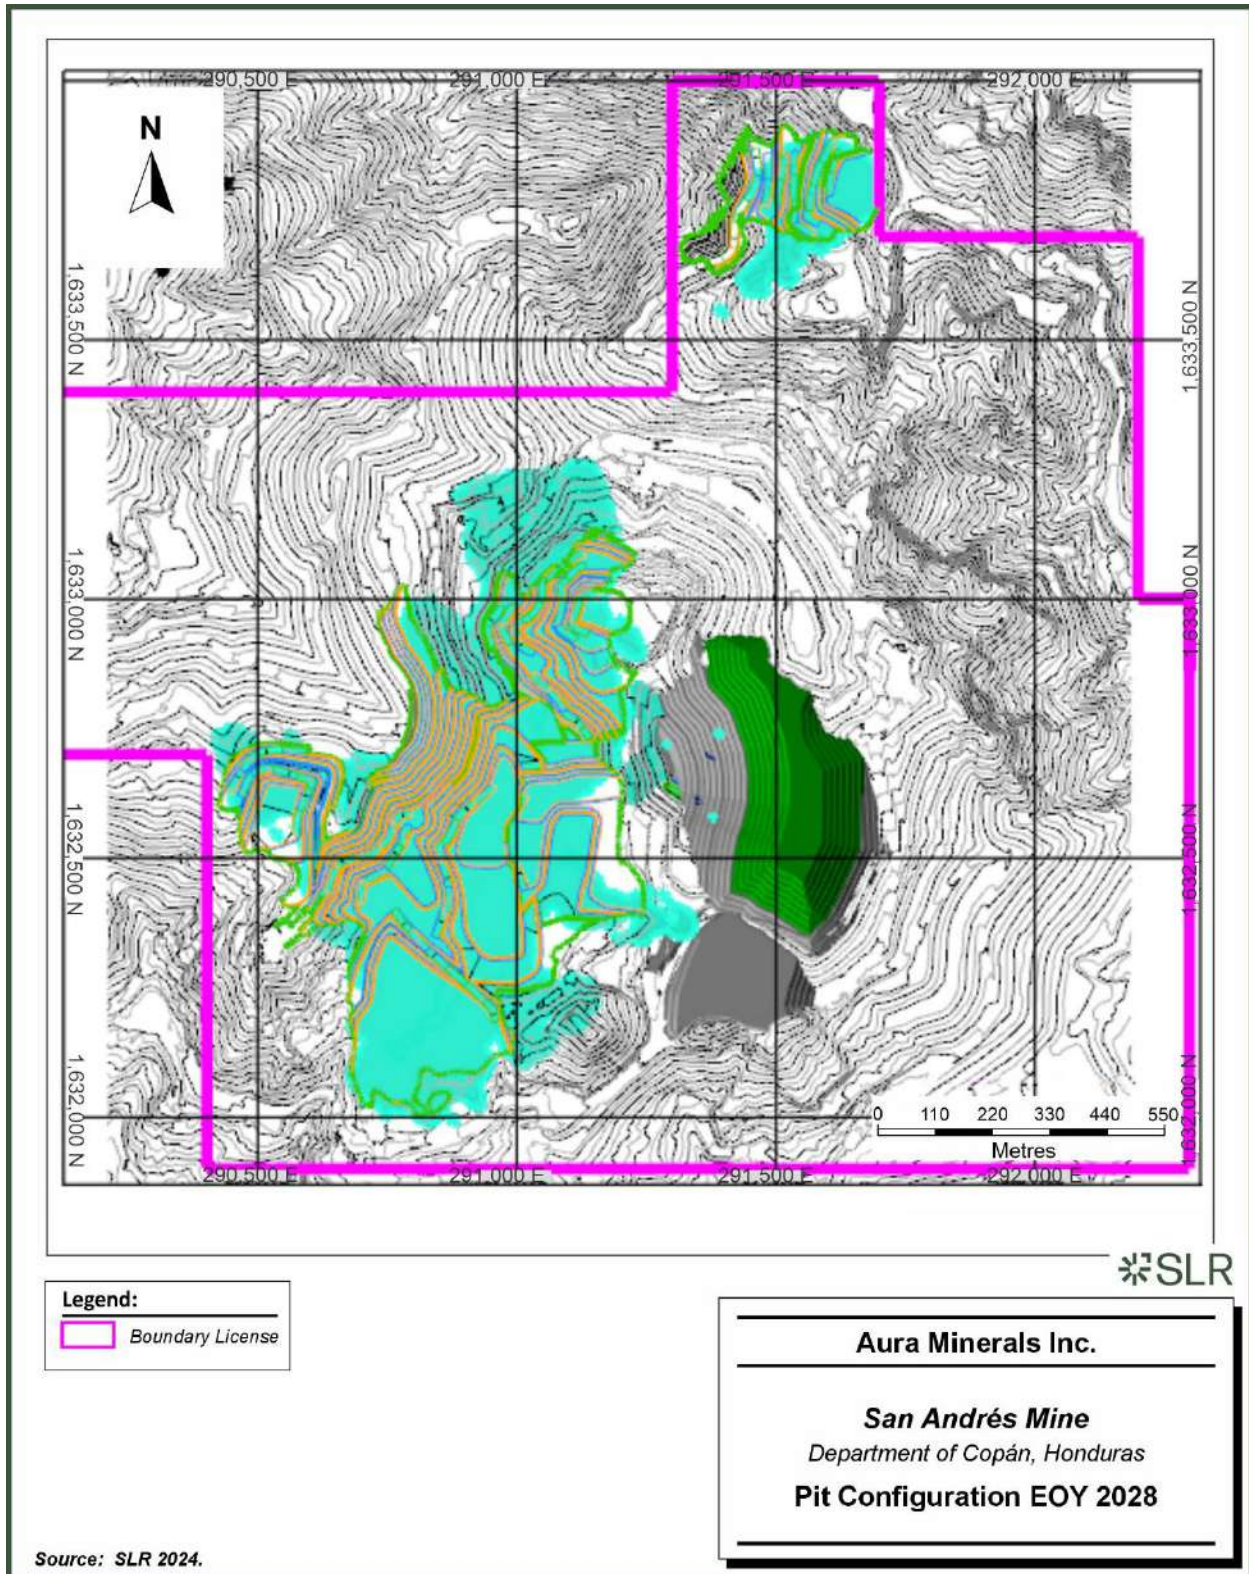 290,500 E
291,000 E
291,500 E
292,000 E
N
1,633,500 N
1,633,500 N
1,633,000 N
1,633,000 N
1,632,500 N
1,632,500 N
1,632,000 N
1,632,000 N
0 110 220 330 440 550
Metres
290,500 E
291,000 E
291,500 E
292,000 E
SLR
Legend:
Boundary License
Aura Minerals Inc.
San Andrés Mine
Department of Copán, Honduras
Pit Configuration EOY 2028
Source: SLR 2024.